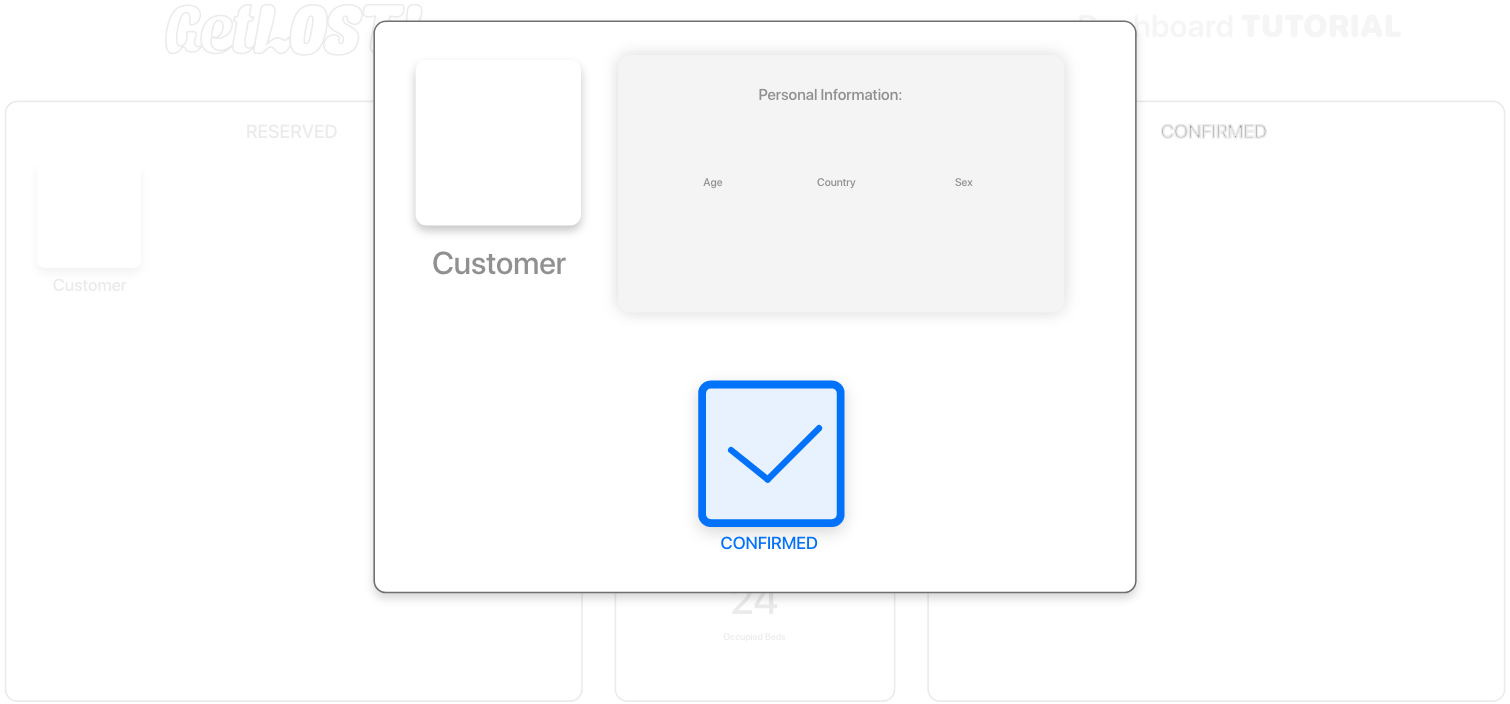 GetLOST!
Dashboard TUTORIAL
RESERVED
Customer
Customer
Personal Information:
Age
Country
Sex
CONFIRMED
CONFIRMED
24
Occupied Beds